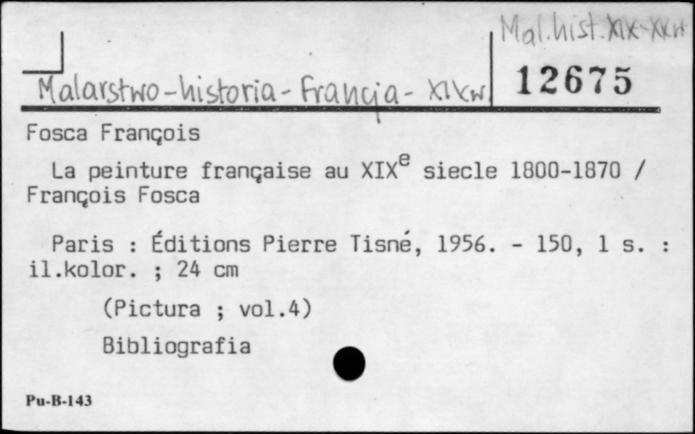 Mal.hist. XIX-XX w
12675
Malarstwo-historia-Francja- XIXw.
Fosca François
La peinture française au XIXe siecle 1800-1870 /
François Fosca
Paris : Éditions Pierre Tisné, 1956. - 150, 1 s. :
il.kolor. ; 24 cm
(Pictura ; vol.4)
Bibliografia
Pu-B-143